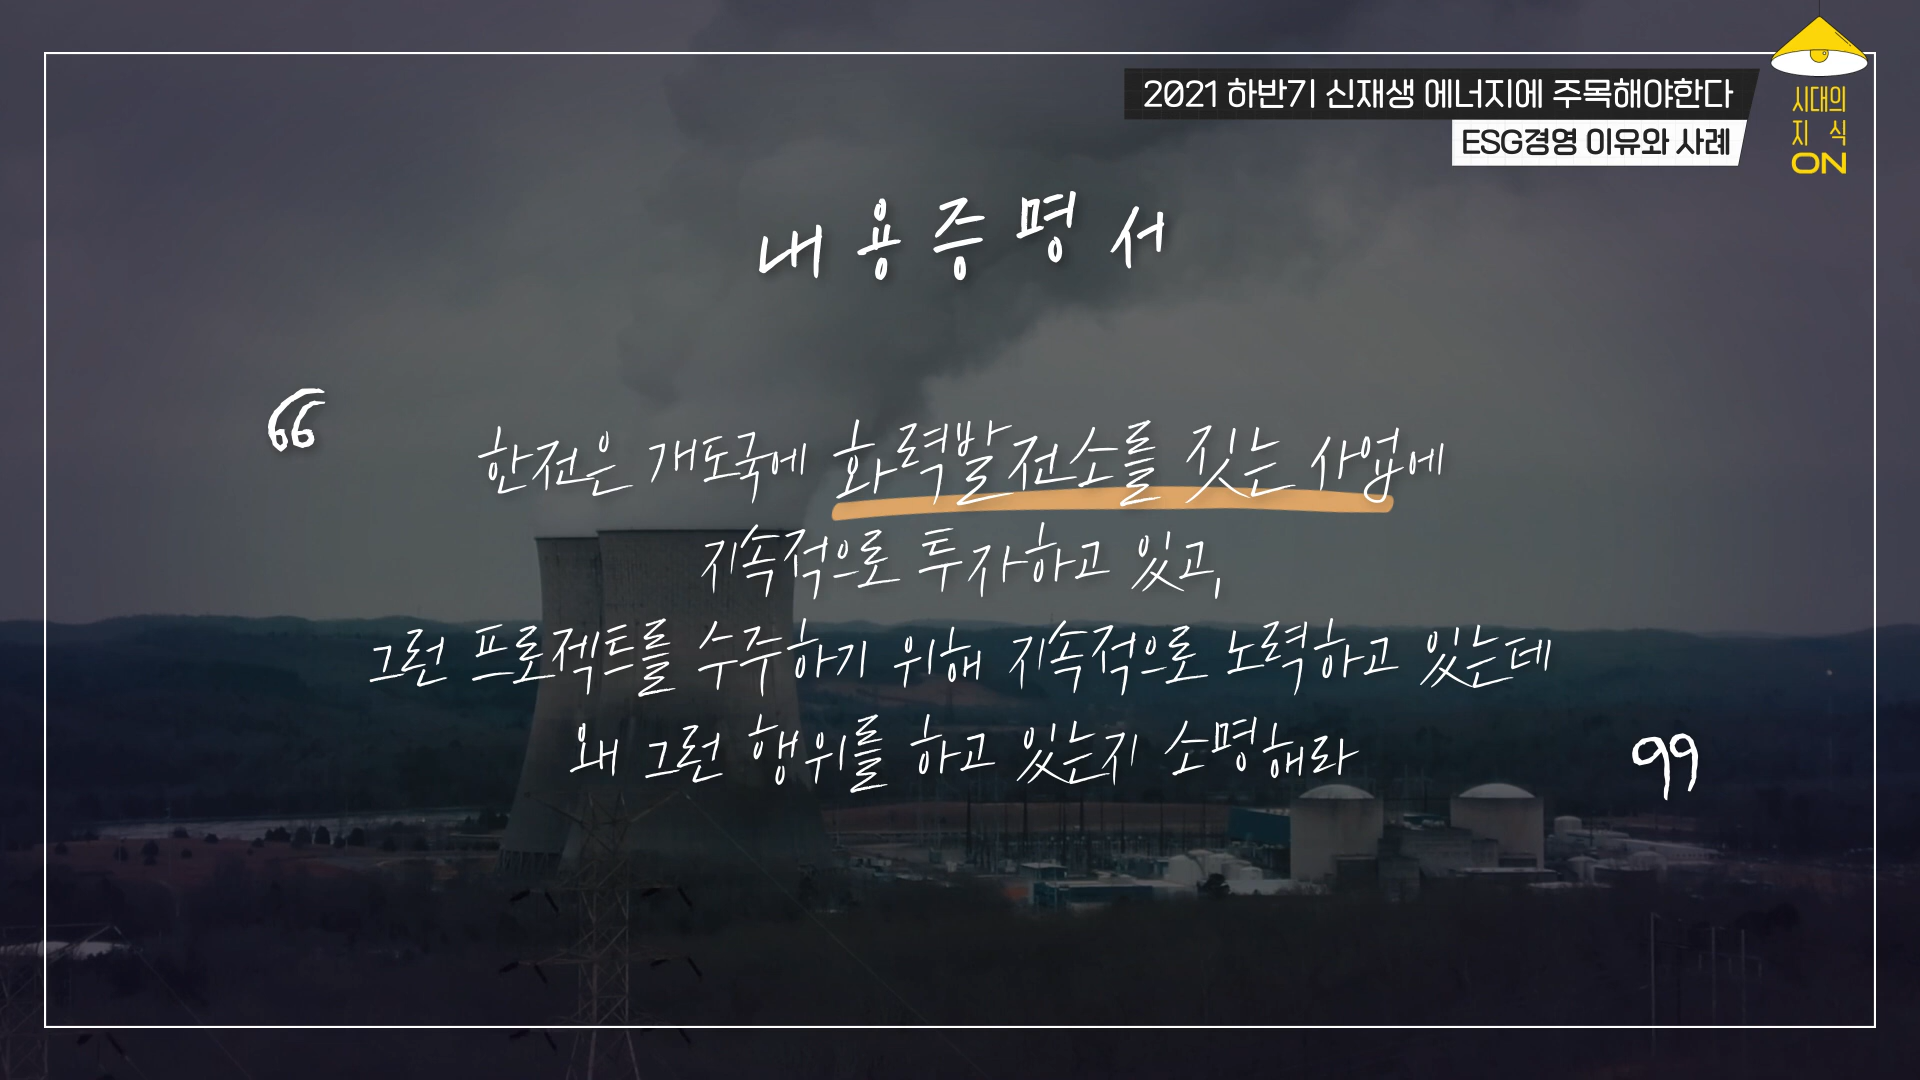 2021 하반기 신재생 에너지에 주목해야한다
ESG경영 이유와 사례
시대의
지식
ON
내용증명서
“
한전은 개도국에 화력발전소를 짓는 사업에
지속적으로 투자하고 있고,
그런 프로젝트를 수주하기 위해 지속적으로 노력하고 있는데
왜 그런 행위를 하고 있는지 소명해라
”